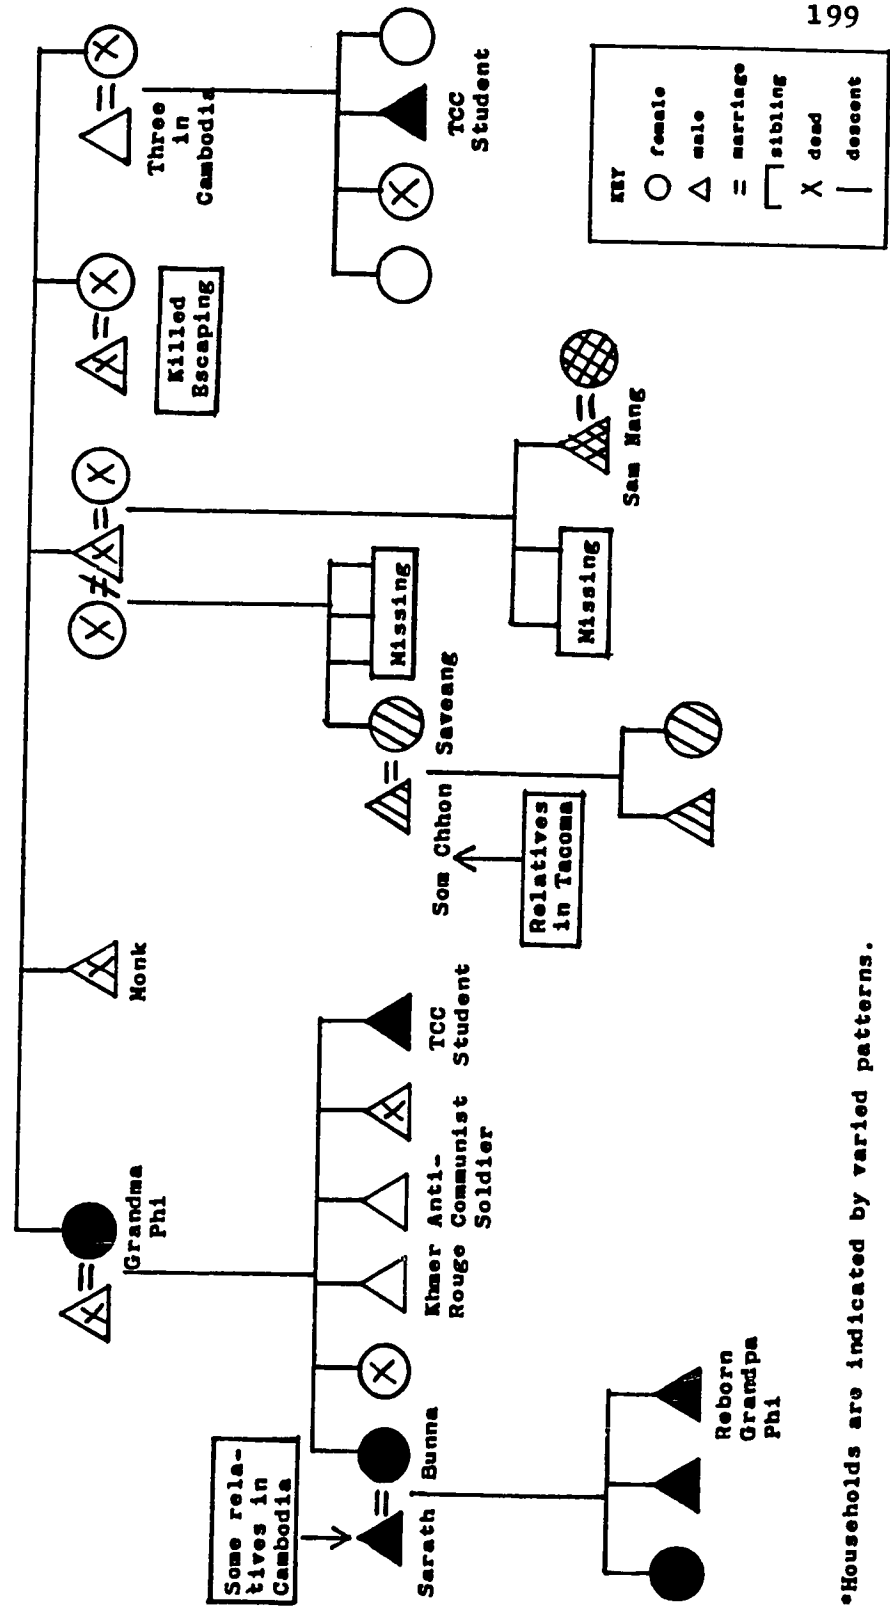 199
Grandma
Phi
Monk
Killed
Escaping
Three
in
Cambodia
Some rela-
tives in
Cambodia
Sarath Bunna
Khmer
Rouge
Anti-
Communist
Soldier
TCC
Student
Som Chhon
Saveang
Missing
Relatives
in Tacoma
Missing
Sam Nang
TCC
Student
Reborn
Grandpa
Phi
KEY
female
male
= marriage
sibling
X dead
| descent
*Households are indicated by varied patterns.